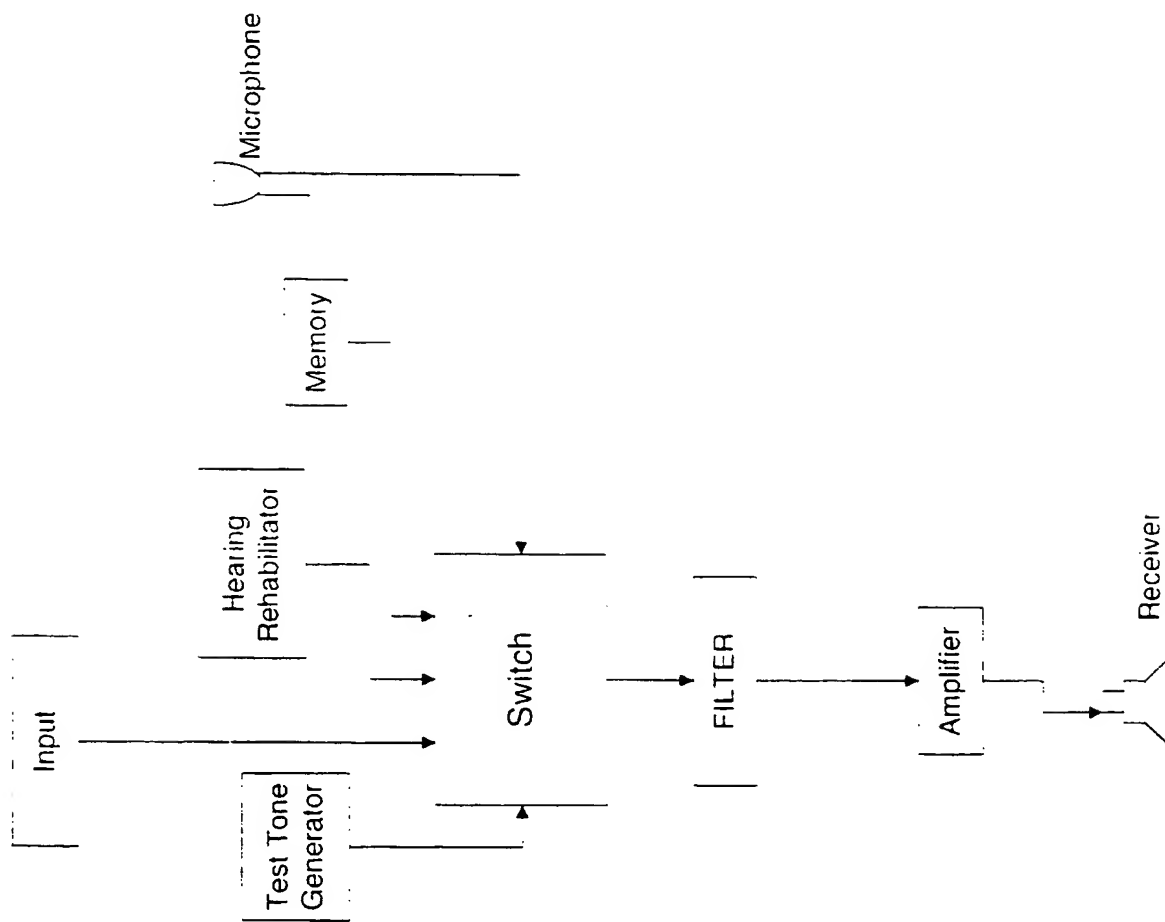 Input
Test Tone
Generator
Hearing
Rehabilitator
Memory
Microphone
Switch
FILTER
Amplifier
Receiver